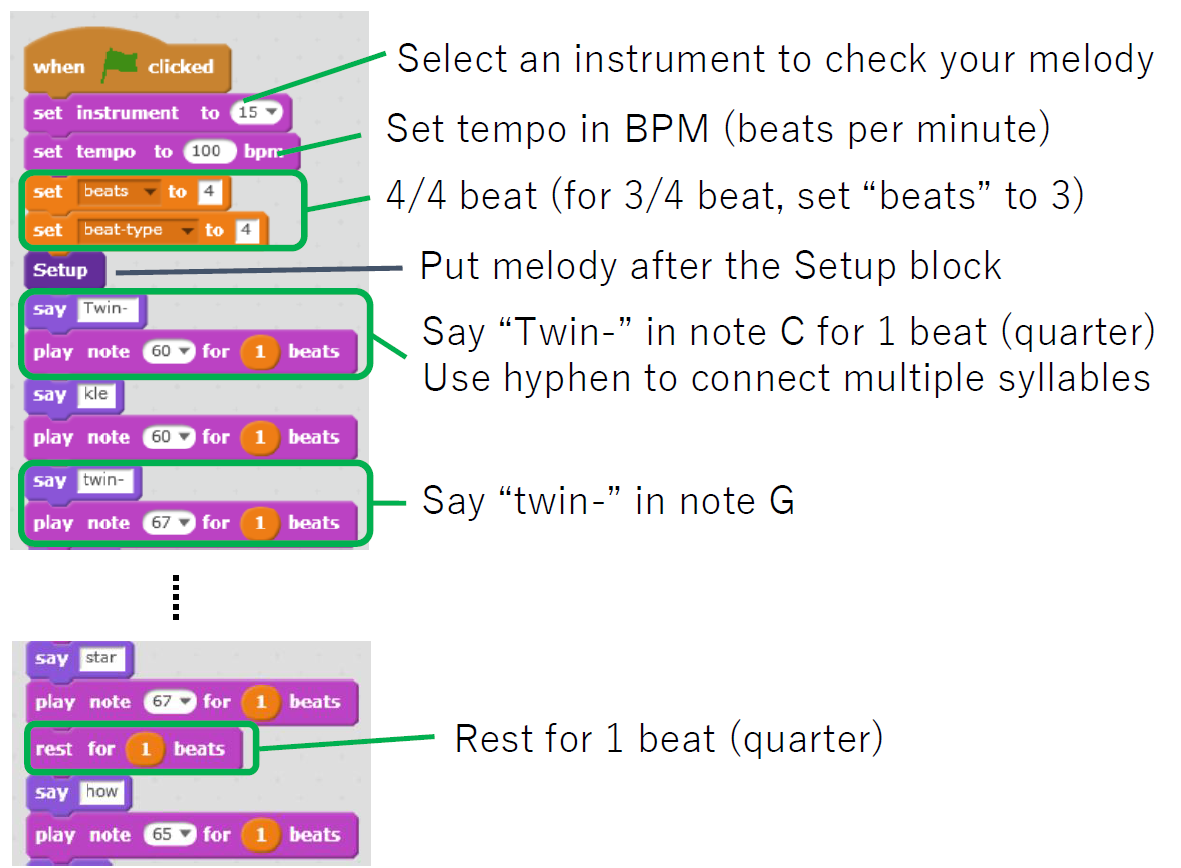 when clicked
Select an instrument to check your melody
set instrument to 15
Set tempo in BPM (beats per minute)
set tempo to 100 bpm
set beats to 4
4/4 beat (for 3/4 beat, set “beats” to 3)
set beat-type to 4
Setup
Put melody after the Setup block
say Twin-
Say “Twin-” in note C for 1 beat (quarter)
play note 60 for 1 beats
Use hyphen to connect multiple syllables
say kle
play note 60 for 1 beats
say twin-
Say “twin-” in note G
play note 67 for 1 beats
say star
play note 67 for 1 beats
rest for 1 beats
Rest for 1 beat (quarter)
say how
play note 65 for 1 beats